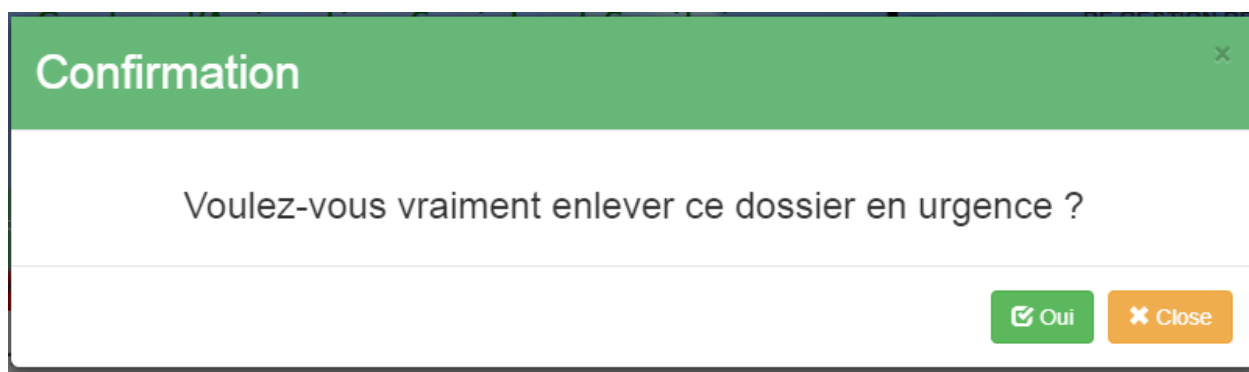 Confirmation
×
Voulez-vous vraiment enlever ce dossier en urgence ?
Oui
Close